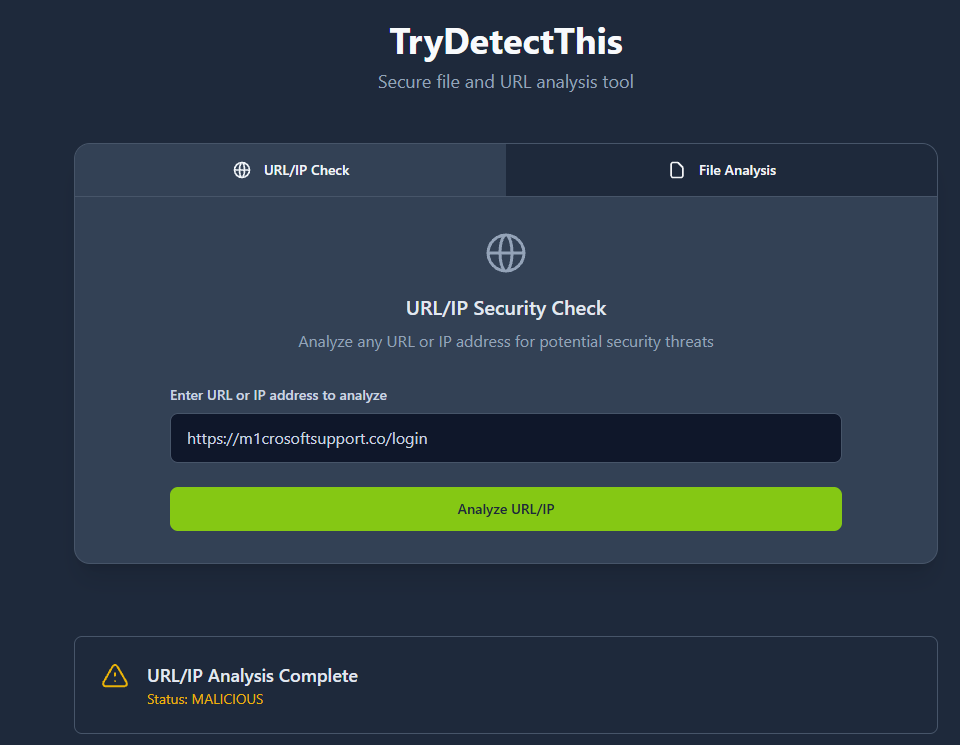 TryDetectThis
Secure file and URL analysis tool
URL/IP Check
File Analysis
URL/IP Security Check
Analyze any URL or IP address for potential security threats
Enter URL or IP address to analyze
https://m1crosoftsupport.co/login
Analyze URL/IP
URL/IP Analysis Complete
Status: MALICIOUS